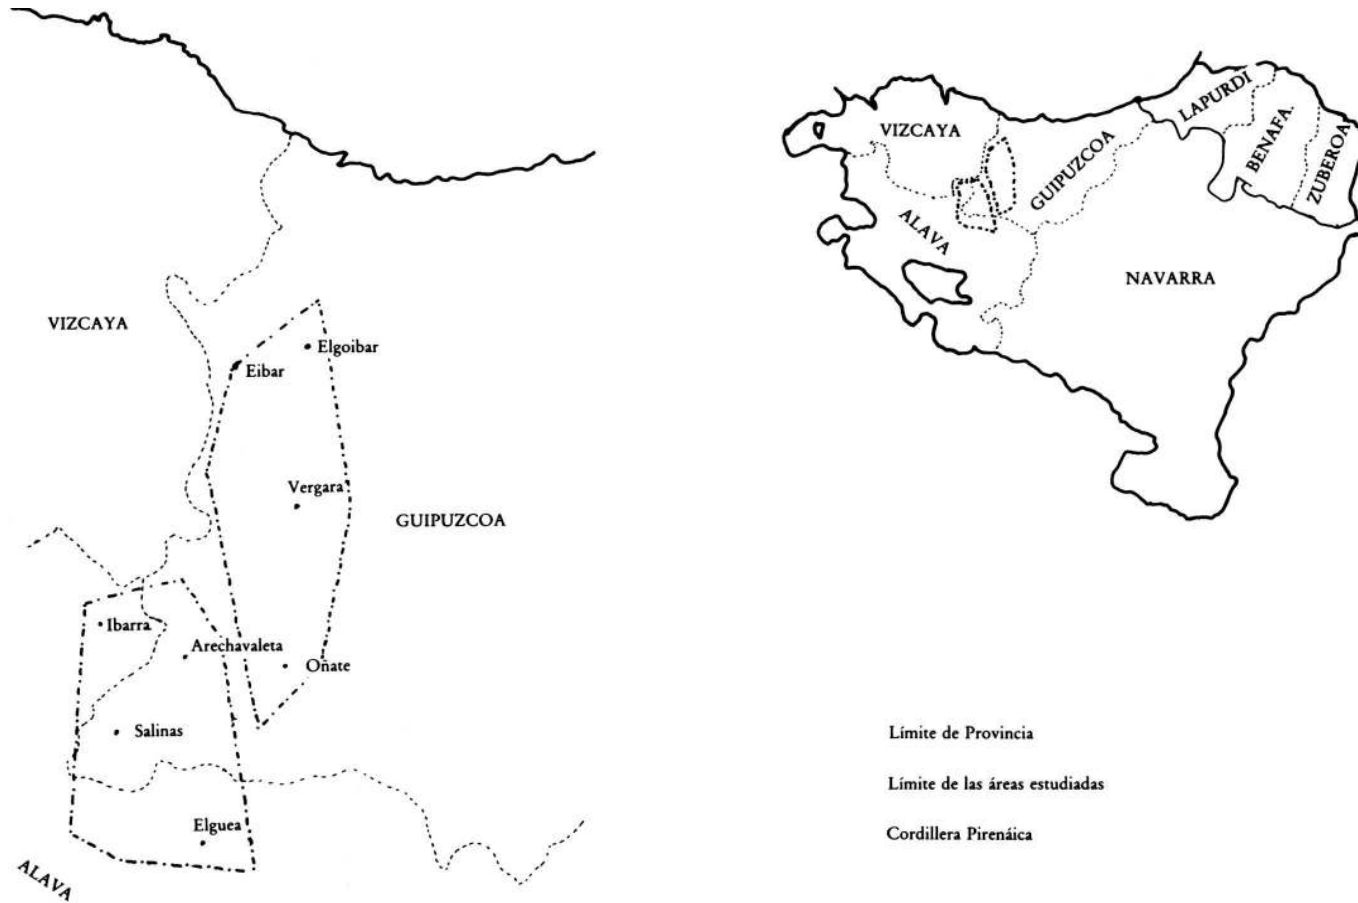 VIZCAYA
Elgoibar
Eibar
Vergara
GUIPUZCOA
Ibarra
Arechavaleta
Oñate
Salinas
Elguea
ALAVA
VIZCAYA
GUIPUZCOA
LAPURDI
BENAFA.
ZUBEROA
ALAVA
NAVARRA
Límite de Provincia
Límite de las áreas estudiadas
Cordillera Pirenáica